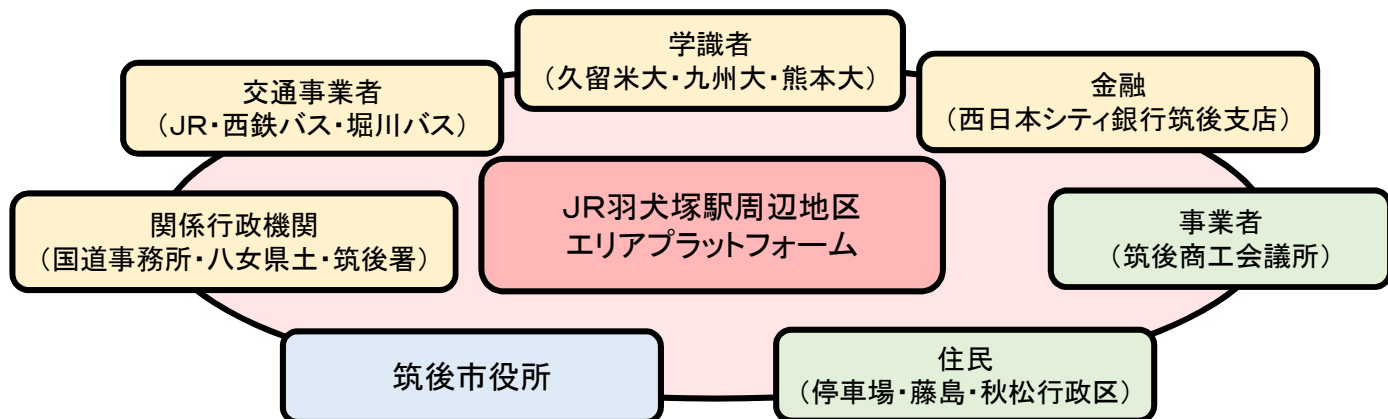 学識者
（久留米大・九州大・熊本大）
交通事業者
（JR・西鉄バス・堀川バス）
金融
（西日本シティ銀行筑後支店）
JR羽犬塚駅周辺地区
エリアプラットフォーム
関係行政機関
（国道事務所・八女県土・筑後署）
事業者
（筑後商工会議所）
筑後市役所
住民
（停車場・藤島・秋松行政区）